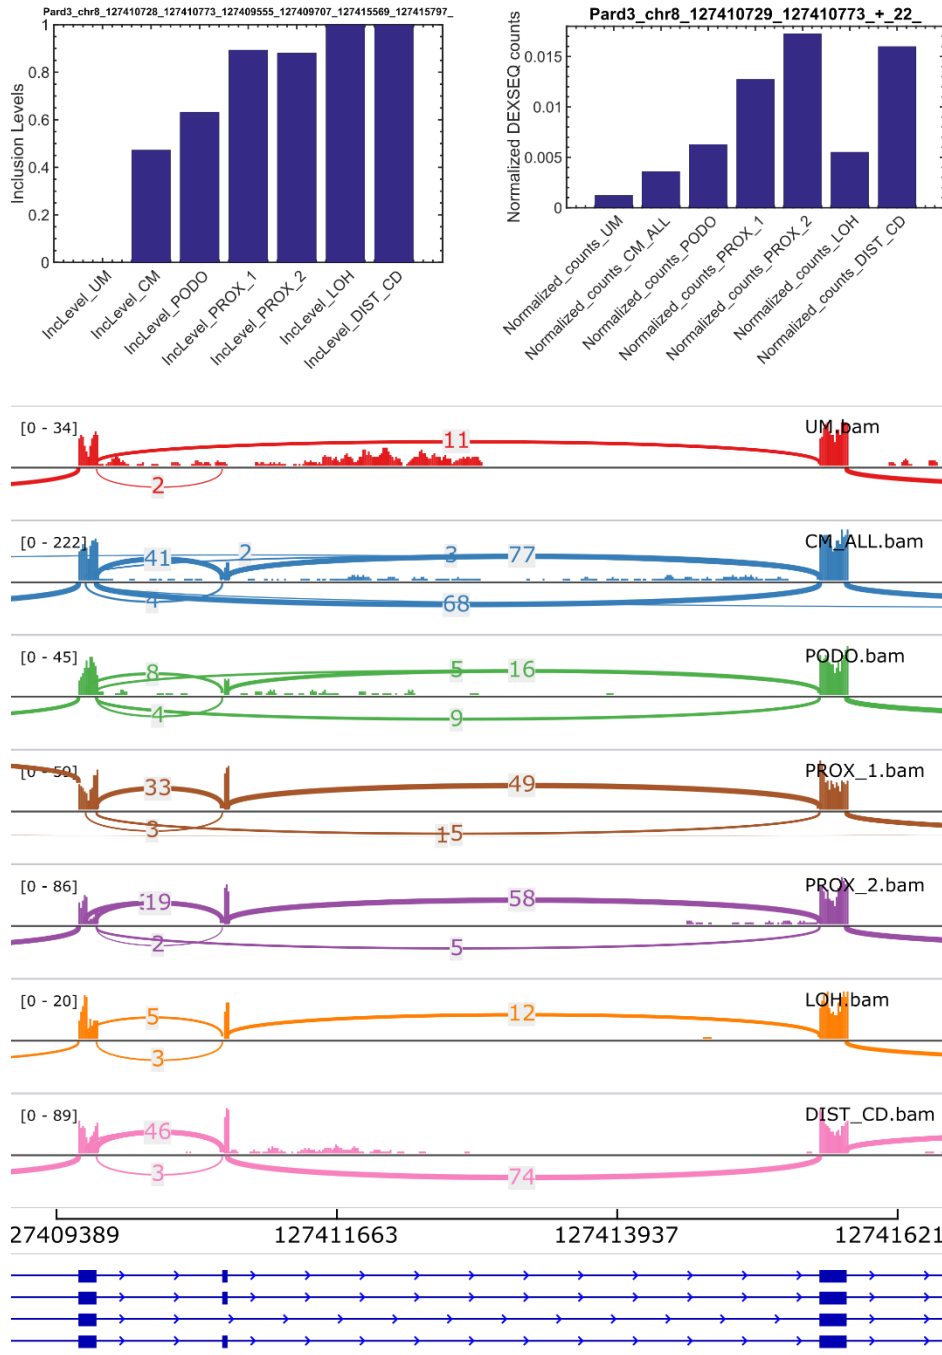 Pard3_chr8_127410728_127410773_127409555_127409707_127415569_127415797_
Inclusion Levels
1
0.8
0.6
0.4
0.2
0
IncLevel_UM
IncLevel_CM
IncLevel_PODO
IncLevel_PROX_1
IncLevel_PROX_2
IncLevel_LOH
IncLevel_DIST_CD
Pard3_chr8_127410729_127410773_+_22_
Normalized DEXSEQ counts
0.015
0.01
0.005
0
Normalized_counts_UM
Normalized_counts_CM_ALL
Normalized_counts_PODO
Normalized_counts_PROX_1
Normalized_counts_PROX_2
Normalized_counts_LOH
Normalized_counts_DIST_CD
[0 - 34]
UM.bam
11
2
[0 - 222]
CM_ALL.bam
41
2
3
77
4
68
[0 - 45]
PODO.bam
8
5
16
4
9
[0 - 59]
PROX_1.bam
33
49
3
15
[0 - 86]
PROX_2.bam
19
58
2
5
[0 - 20]
LOH.bam
5
12
3
[0 - 89]
DIST_CD.bam
46
3
74
27409389 127411663 127413937 12741621